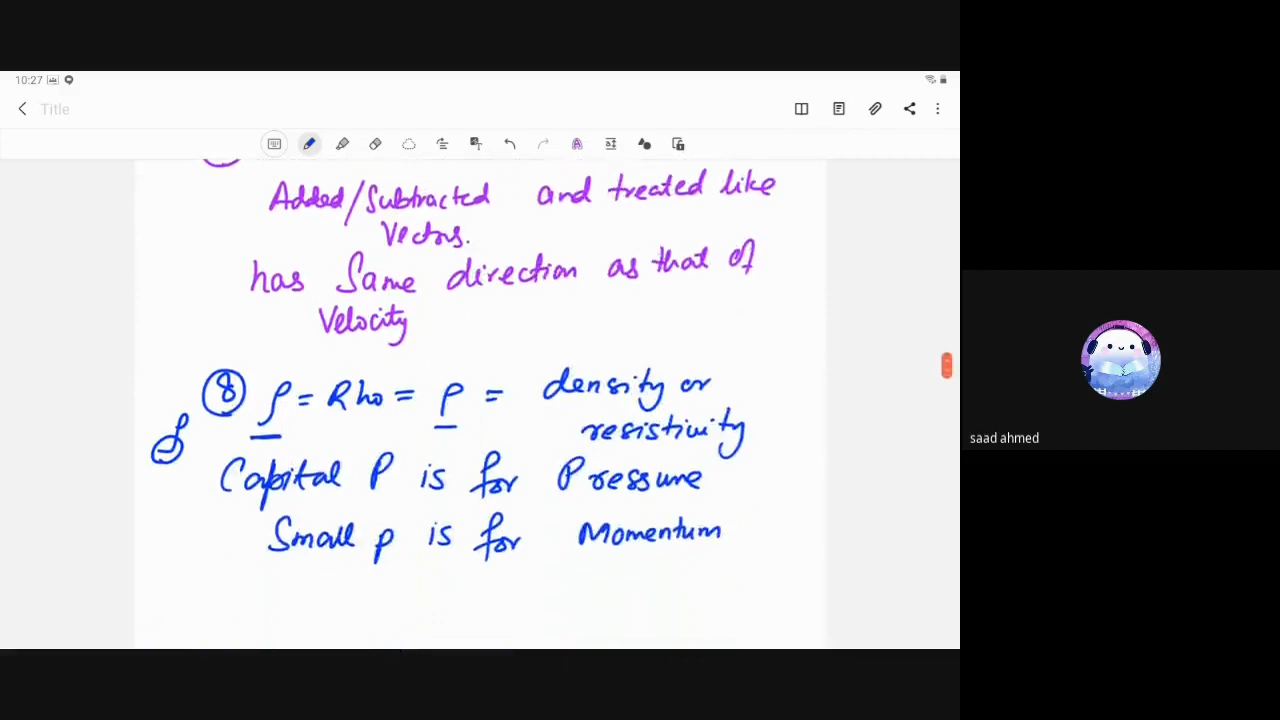 10:27
Title
Added/Subtracted and treated like
Vectors.
has Same direction as that of
Velocity
8 ρ = Rho = ρ = density or
resistivity
Capital P is for Pressure
Small p is for Momentum
saad ahmed